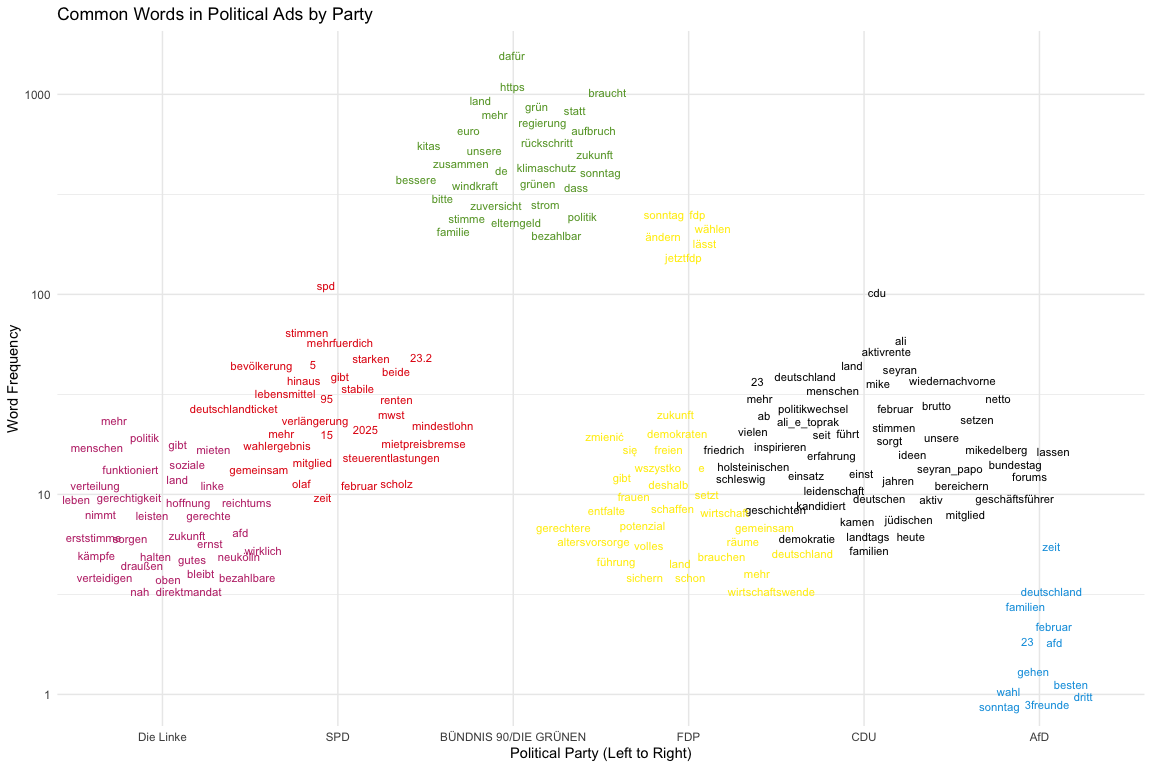 Common Words in Political Ads by Party
dafür
https
braucht
1000
land
grün
statt
mehr
regierung
euro
aufbruch
kitas
rückschritt
unsere
zukunft
zusammen
de
klimaschutz
sonntag
bessere
windkraft
grünen
dass
bitte
zuversicht
strom
stimme
elterngeld
politik
familie
bezahlbar
sonntag
fdp
wählen
ändern
lässt
jetztfdp
spd
100
cdu
stimmen
mehrfuerdich
bevölkerung
5
starken
23.2
hinaus
gibt
beide
lebensmittel
95
stabile
renten
deutschlandticket
verlängerung
mwst
mehr
15
2025
mindestlohn
wahlergebnis
mietpreisbremse
gemeinsam
mitglied
steuerentlastungen
olaf
februar
scholz
zeit
ali
aktivrente
land
seyran
23
deutschland
mike
wiedernachvorne
menschen
mehr
politikwechsel
februar
brutto
netto
ab
ali_e_toprak
setzen
vielen
seit
führt
stimmen
unsere
friedrich
inspirieren
sorgt
mikedelberg
lassen
erfahrung
ideen
holsteinischen
seyran_papo
bundestag
schleswig
einsatz
einst
jahren
forums
leidenschaft
bereichern
geschichten
kandidiert
deutschen
aktiv
geschäftsführer
kamen
jüdischen
mitglied
demokratie
landtags
heute
familien
mehr
politik
menschen
gibt
mieten
funktioniert
soziale
verteilung
land
linke
10
leben
gerechtigkeit
hoffnung
reichtums
nimmt
leisten
gerechte
erststimme
sorgen
zukunft
afd
ernst
wirklich
kämpfe
halten
gutes
neukölln
draußen
verteidigen
oben
bleibt
bezahlbare
nah
direktmandat
zukunft
zmienić
demokraten
się
freien
wszystko
e
gibt
deshalb
frauen
setzt
entfalte
schaffen
wirtschaft
gerechtere
potenzial
gemeinsam
altersvorsorge
volles
räume
führung
land
brauchen
deutschland
sichern
schon
mehr
wirtschaftswende
zeit
deutschland
familien
februar
23
afd
gehen
besten
1
wahl
dritt
sonntag
3freunde
Word Frequency
Die Linke
SPD
BÜNDNIS 90/DIE GRÜNEN
FDP
CDU
AfD
Political Party (Left to Right)